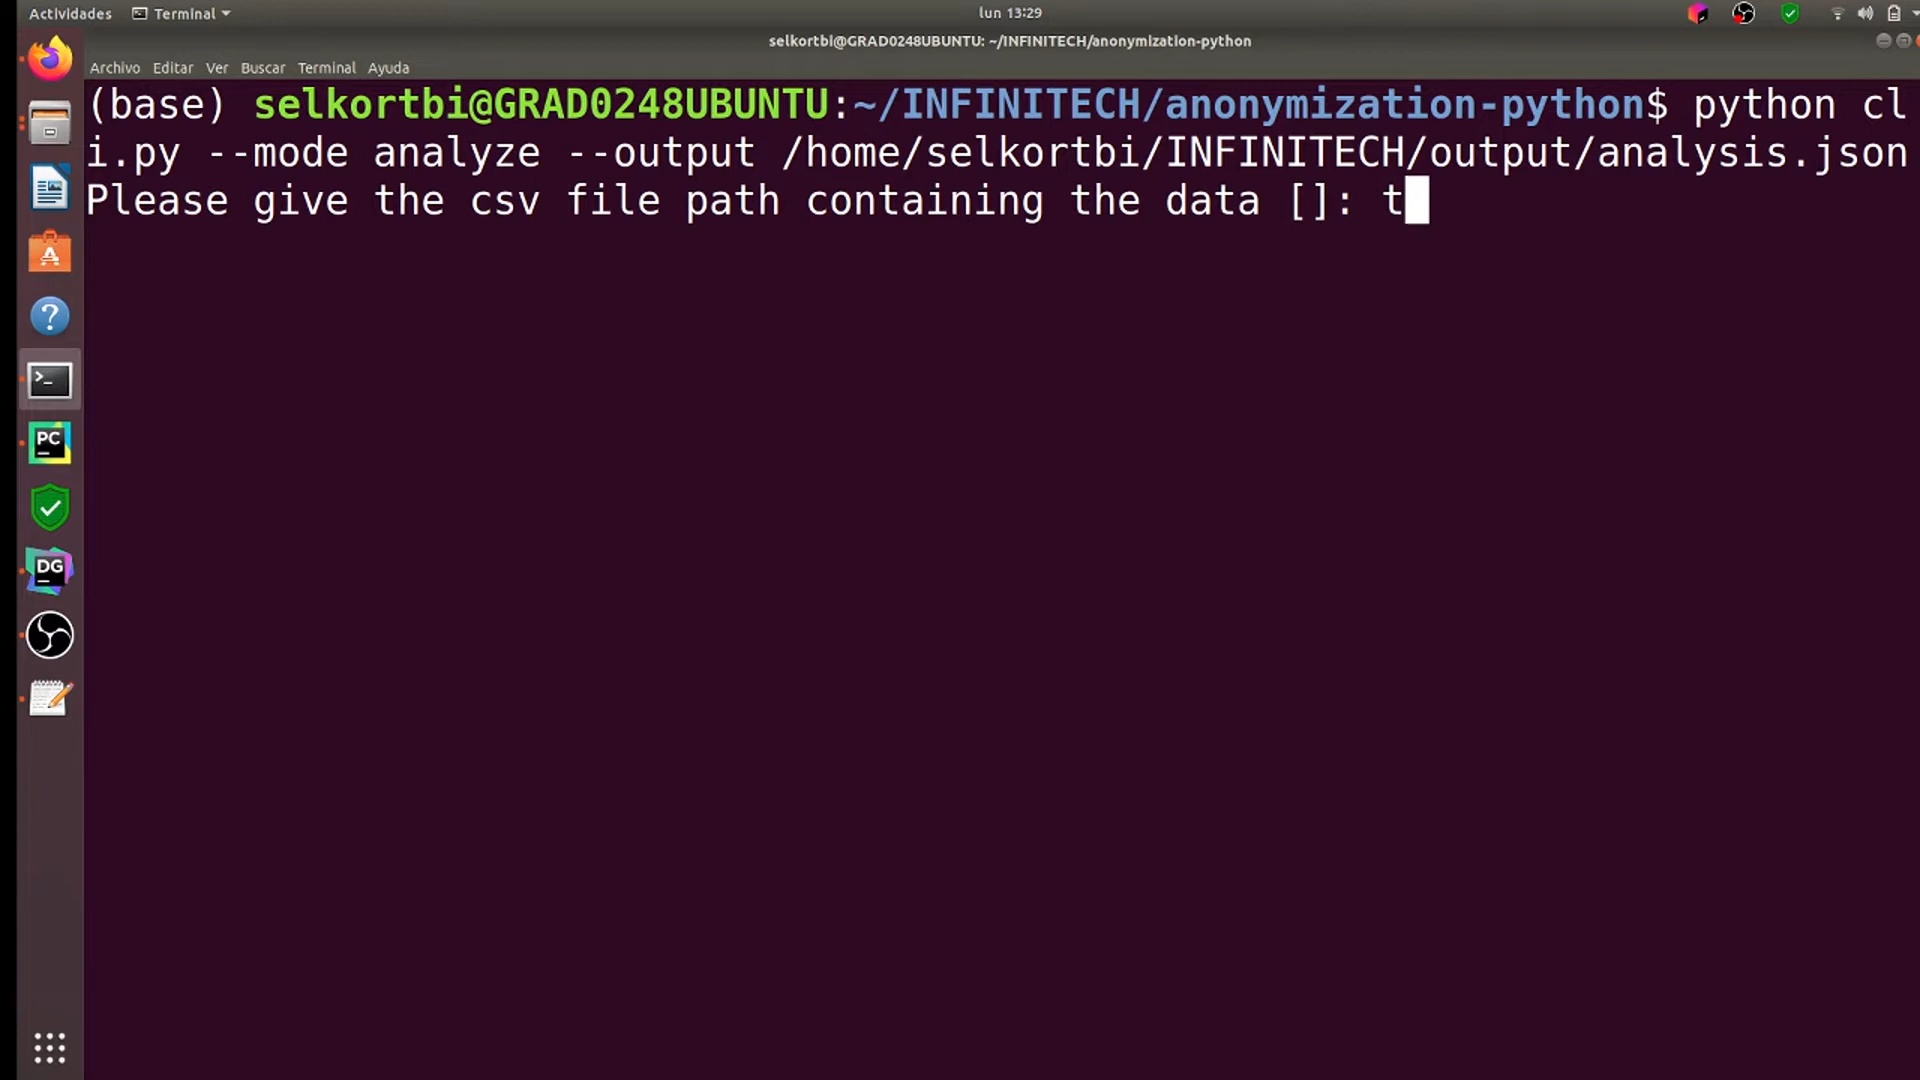 Actividades Terminal lun 13:29
selkortbi@GRAD0248UBUNTU: ~/INFINITECH/anonymization-python
Archivo Editar Ver Buscar Terminal Ayuda
(base) selkortbi@GRAD0248UBUNTU:~/INFINITECH/anonymization-python$ python cl
i.py --mode analyze --output /home/selkortbi/INFINITECH/output/analysis.json
Please give the csv file path containing the data []: t
PC
DG